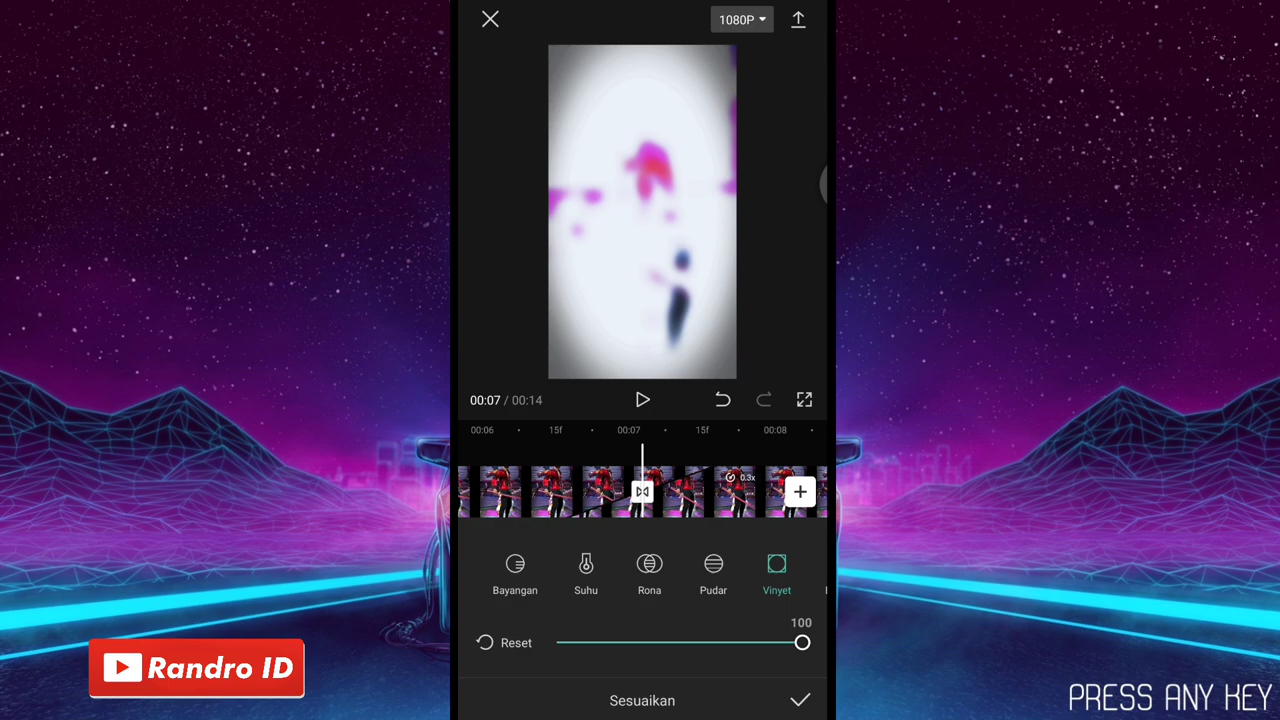 1080P
00:07 / 00:14
00:06 15f 00:07 15f 00:08
0.3x
Bayangan Suhu Rona Pudar Vinyet
100
Reset
Sesuaikan
Randro ID
PRESS ANY KEY